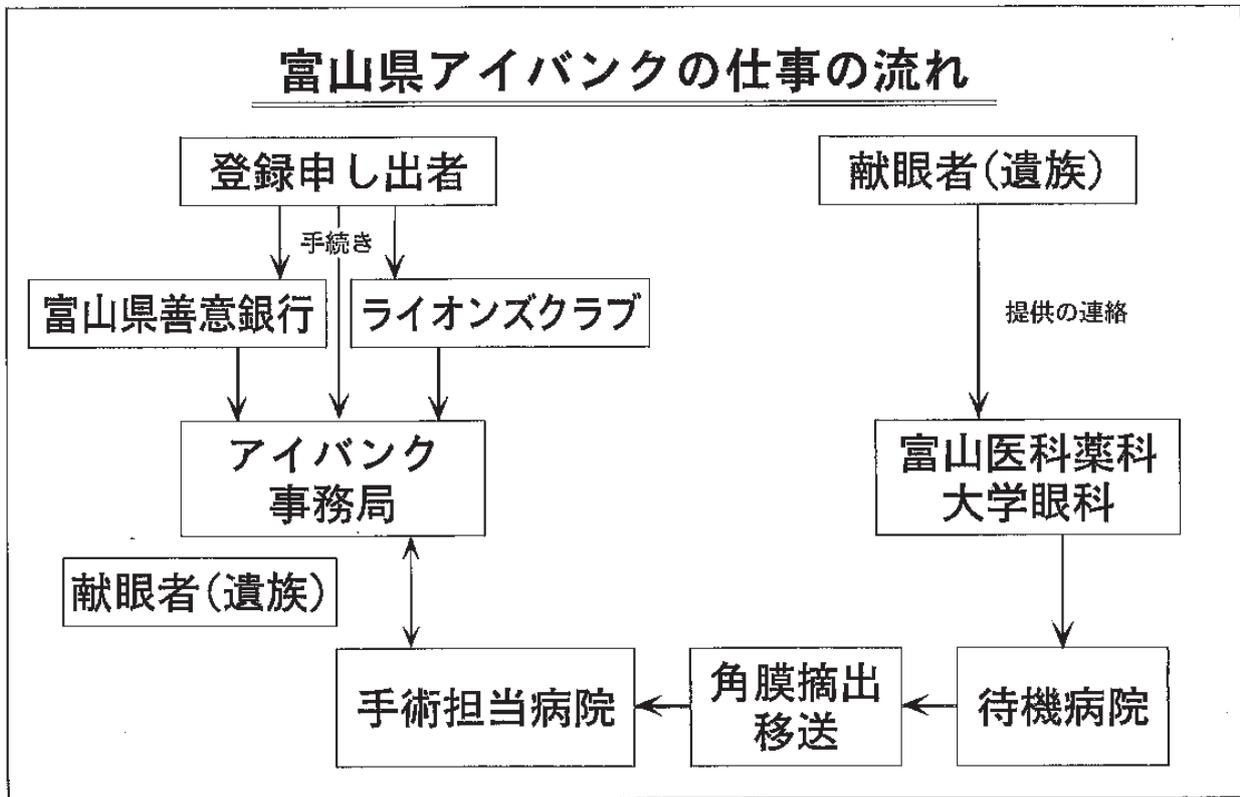 富山県アイバンクの仕事の流れ
登録申し出者
献眼者(遺族)
手続き
富山県善意銀行
ライオンズクラブ
提供の連絡
アイバンク
事務局
富山医科薬科
大学眼科
献眼者(遺族)
手術担当病院
角膜摘出
移送
待機病院